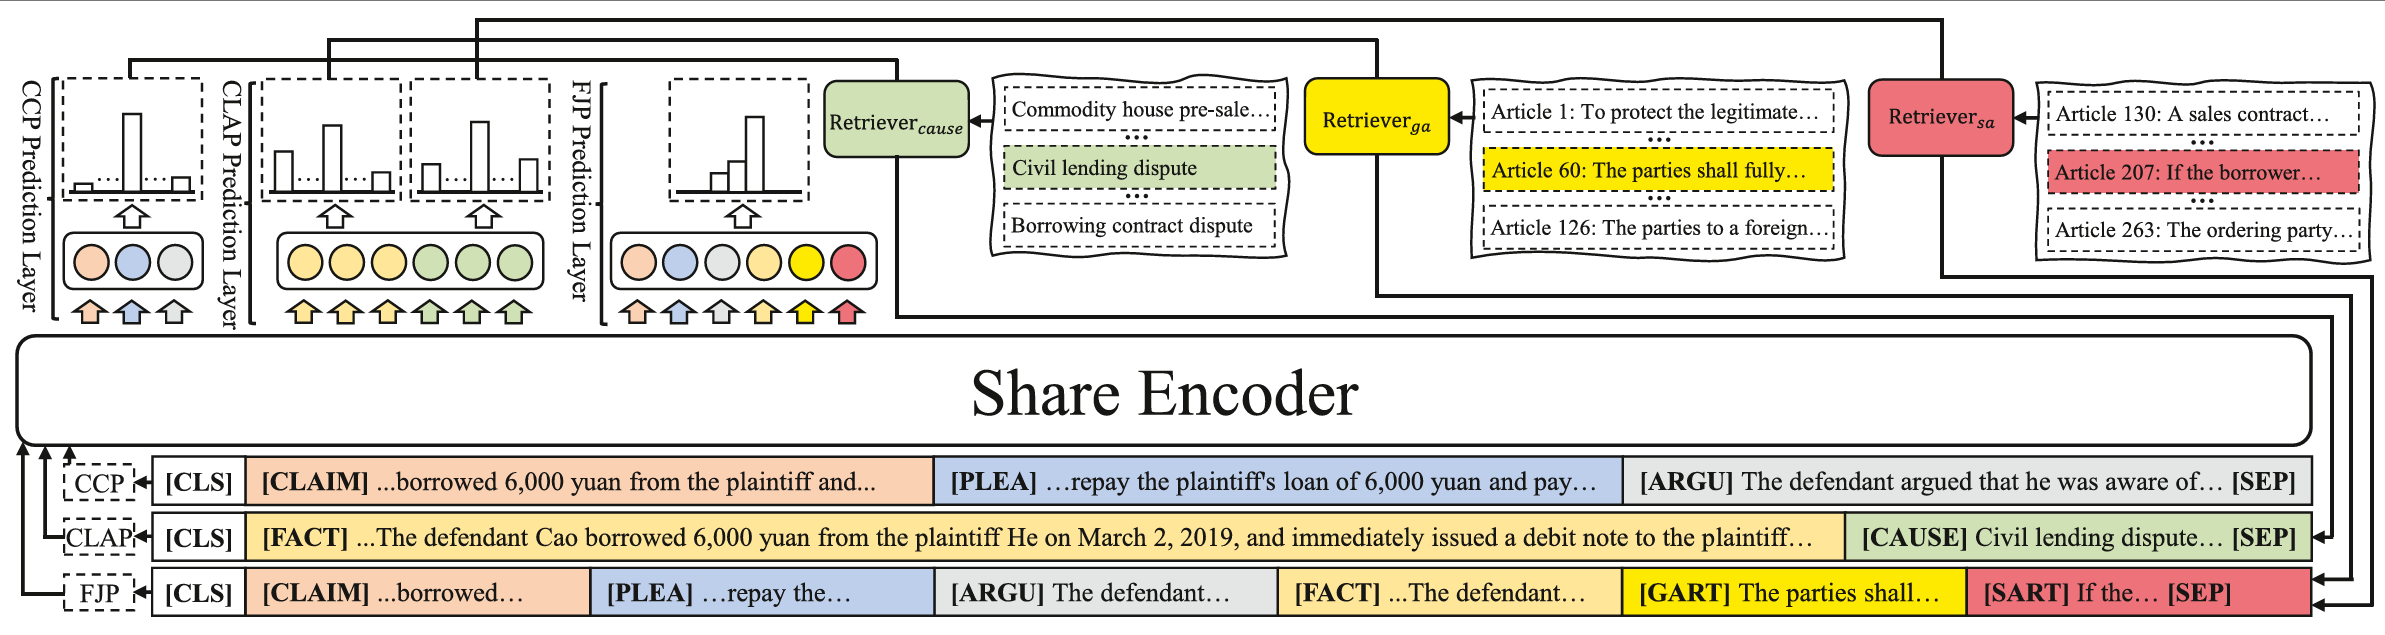 CCP Prediction Layer
CLAP Prediction Layer
FJP Prediction Layer
Retriever_cause
Commodity house pre-sale…
...
Civil lending dispute
...
Borrowing contract dispute
Retriever_ga
Article 1: To protect the legitimate…
...
Article 60: The parties shall fully…
...
Article 126: The parties to a foreign…
Retriever_sa
Article 130: A sales contract…
...
Article 207: If the borrower…
...
Article 263: The ordering party…
Share Encoder
CCP [CLS] [CLAIM] ...borrowed 6,000 yuan from the plaintiff and... [PLEA] …repay the plaintiff's loan of 6,000 yuan and pay… [ARGU] The defendant argued that he was aware of… [SEP]
CLAP [CLS] [FACT] ...The defendant Cao borrowed 6,000 yuan from the plaintiff He on March 2, 2019, and immediately issued a debit note to the plaintiff… [CAUSE] Civil lending dispute… [SEP]
FJP [CLS] [CLAIM] ...borrowed… [PLEA] …repay the… [ARGU] The defendant… [FACT] ...The defendant… [GART] The parties shall… [SART] If the… [SEP]